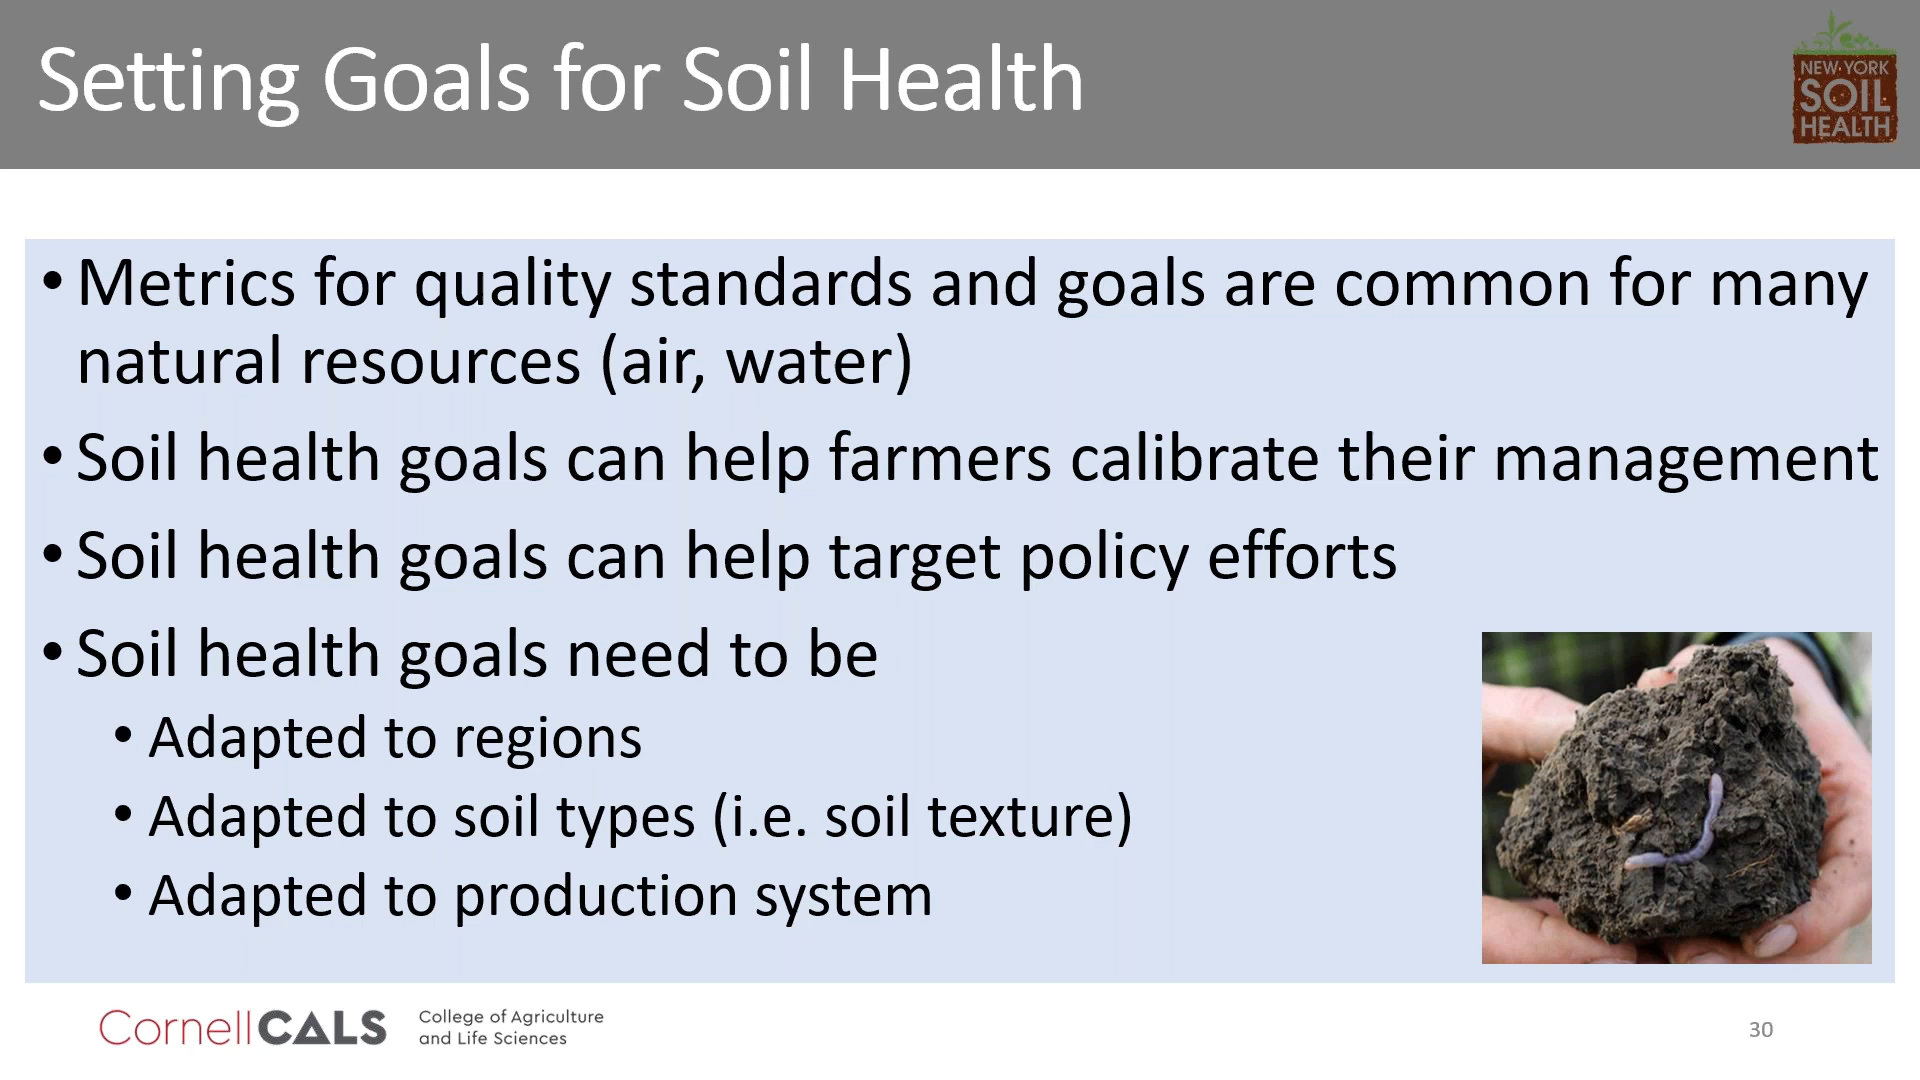 Setting Goals for Soil Health
NEW·YORK
SOIL
HEALTH
• Metrics for quality standards and goals are common for many
natural resources (air, water)
• Soil health goals can help farmers calibrate their management
• Soil health goals can help target policy efforts
• Soil health goals need to be
• Adapted to regions
• Adapted to soil types (i.e. soil texture)
• Adapted to production system
CornellCALS
College of Agriculture
and Life Sciences
30